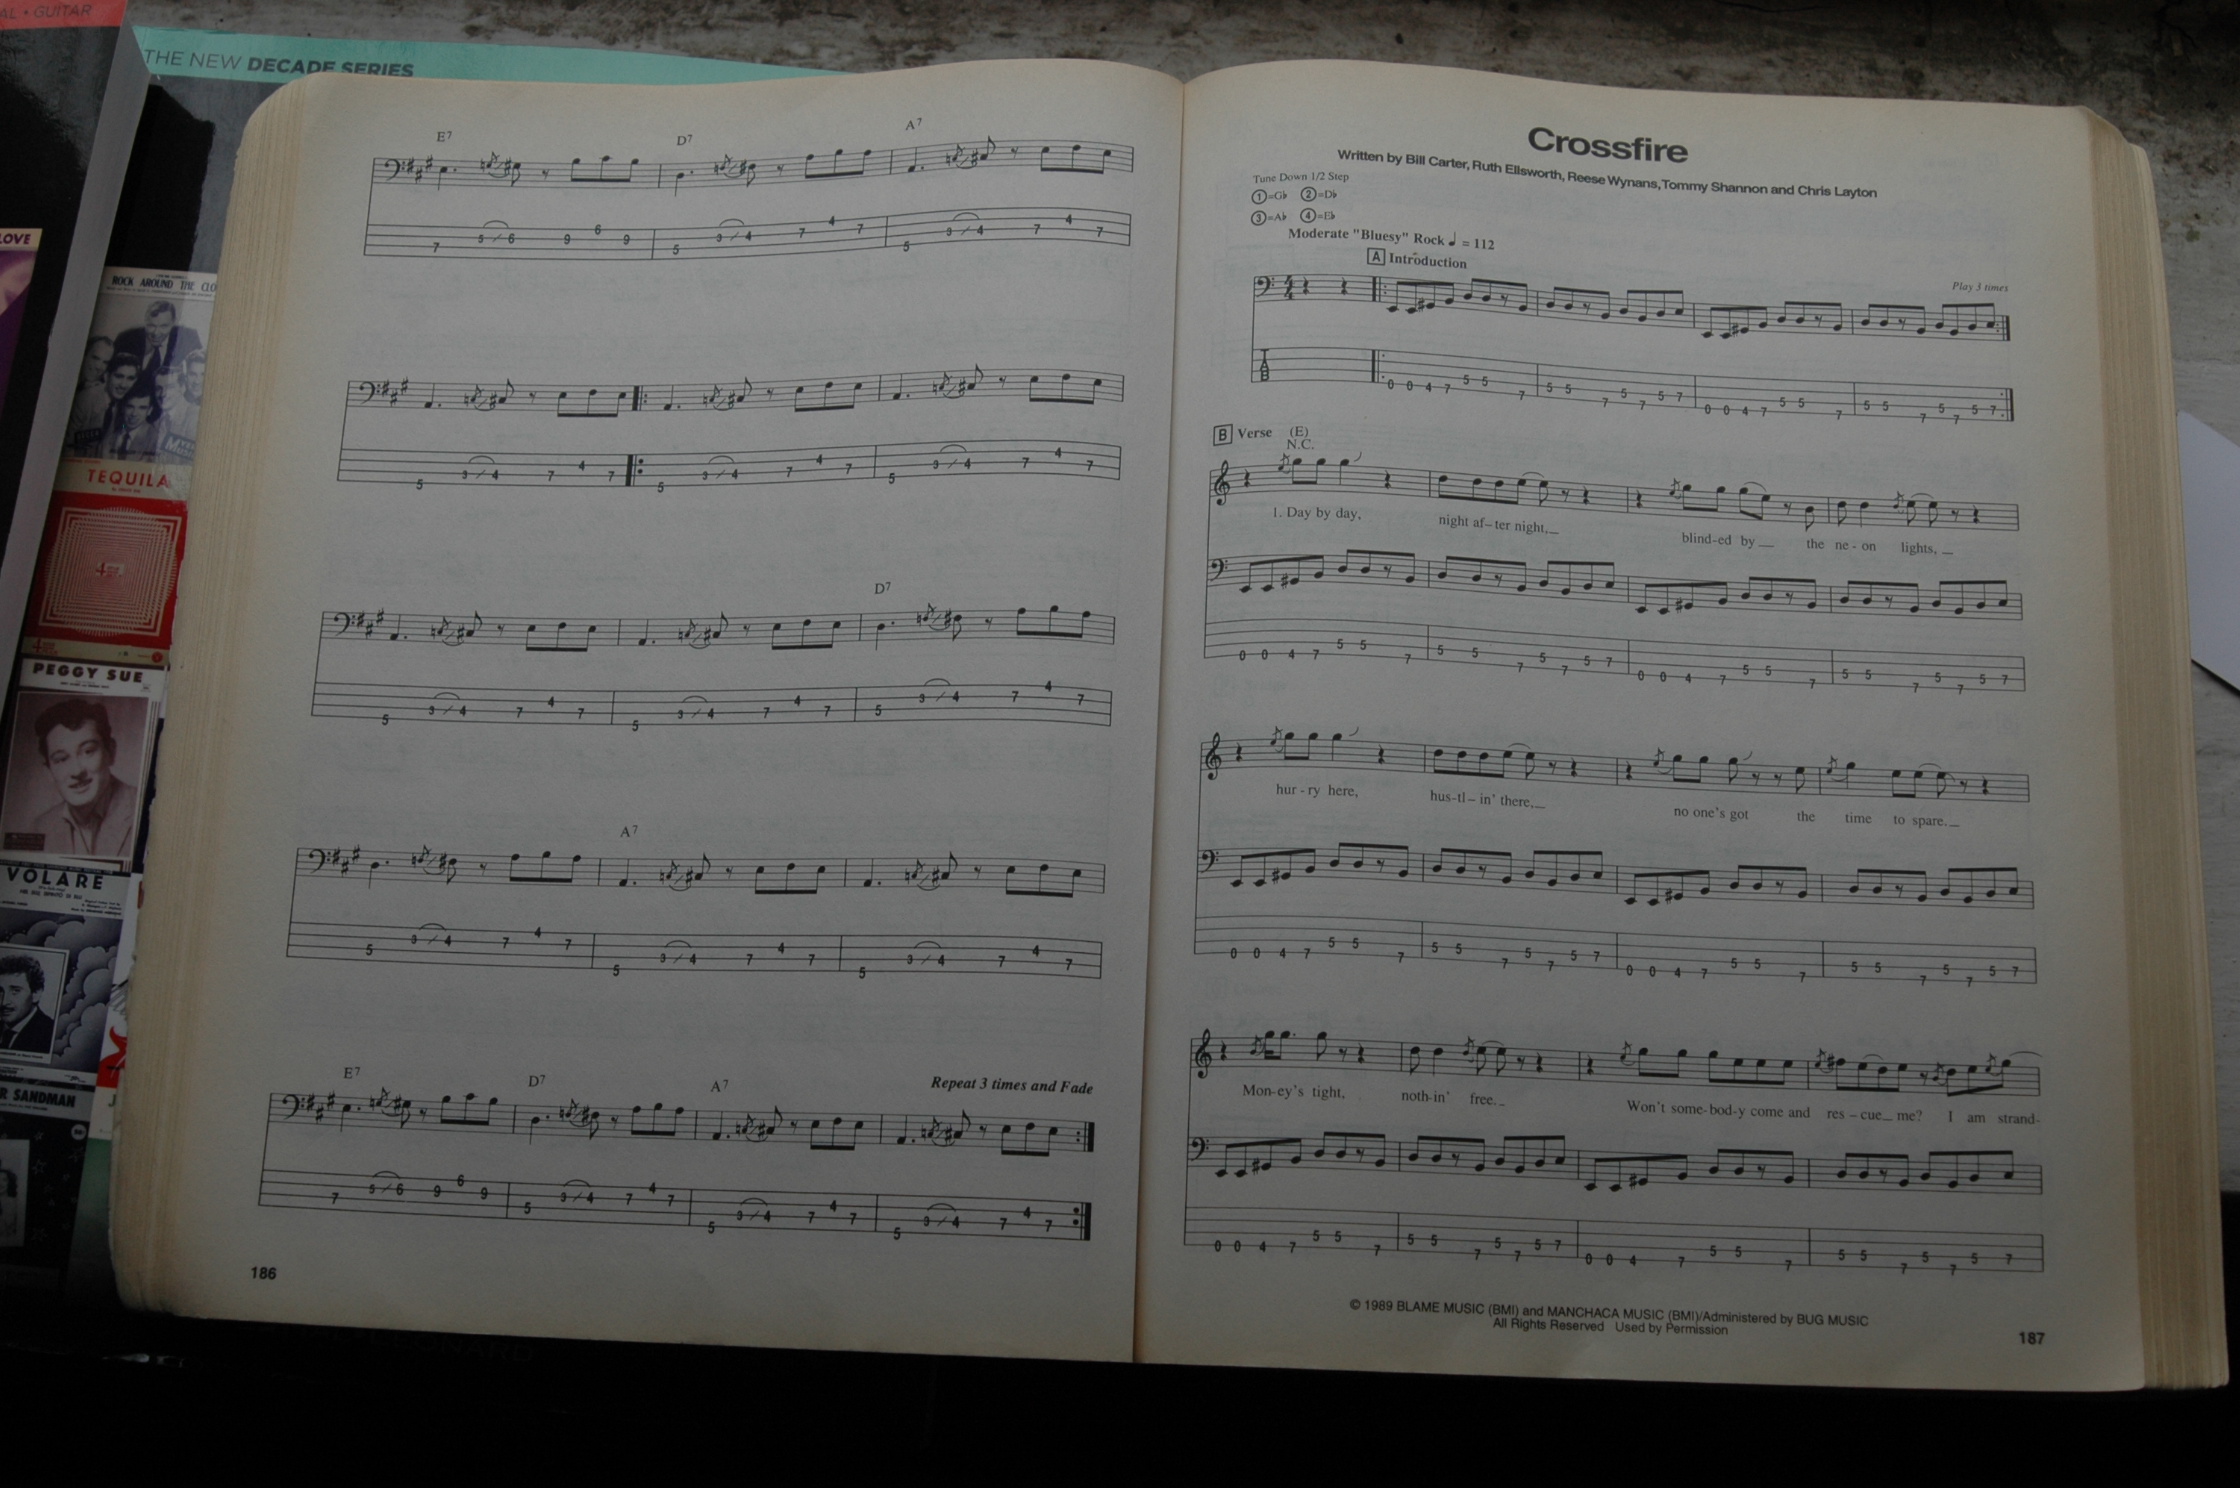 AL • GUITAR
THE NEW DECADE SERIES
LOVE
ROCK AROUND THE CLO
TEQUILA
PEGGY SUE
VOLARE
R SANDMAN
E7 D7 A7
7 5 6 9 6 9 5 3 4 7 4 7 5 3 4 7 4 7
5 3 4 7 4 7 5 3 4 7 4 7 5 3 4 7 4 7
D7
5 3 4 7 4 7 5 3 4 7 4 7 5 3 4 7 4 7
A7
5 3 4 7 4 7 5 3 4 7 4 7 5 3 4 7 4 7
E7 D7 A7 Repeat 3 times and Fade
7 5 6 9 6 9 5 3 4 7 4 7 5 3 4 7 4 7 5 3 4 7 4 7
186
Crossfire
Written by Bill Carter, Ruth Ellsworth, Reese Wynans, Tommy Shannon and Chris Layton
Tune Down 1/2 Step
①=G♭ ②=D♭
③=A♭ ④=E♭
Moderate "Bluesy" Rock ♩ = 112
A Introduction
Play 3 times
T A B
0 0 4 7 5 5 7 5 5 7 5 7 5 7 0 0 4 7 5 5 7 5 5 7 5 7 5 7
B Verse (E)
N.C.
1. Day by day, night af–ter night, blind-ed by the ne - on lights,
0 0 4 7 5 5 7 5 5 7 5 7 5 7 0 0 4 7 5 5 7 5 5 7 5 7 5 7
hur - ry here, hus-tl – in' there, no one's got the time to spare.
0 0 4 7 5 5 7 5 5 7 5 7 5 7 0 0 4 7 5 5 7 5 5 7 5 7 5 7
Mon-ey's tight, noth-in' free. Won't some-bod-y come and res – cue me? I am strand-
0 0 4 7 5 5 7 5 5 7 5 7 5 7 0 0 4 7 5 5 7 5 5 7 5 7 5 7
© 1989 BLAME MUSIC (BMI) and MANCHACA MUSIC (BMI)/Administered by BUG MUSIC
All Rights Reserved Used by Permission
187